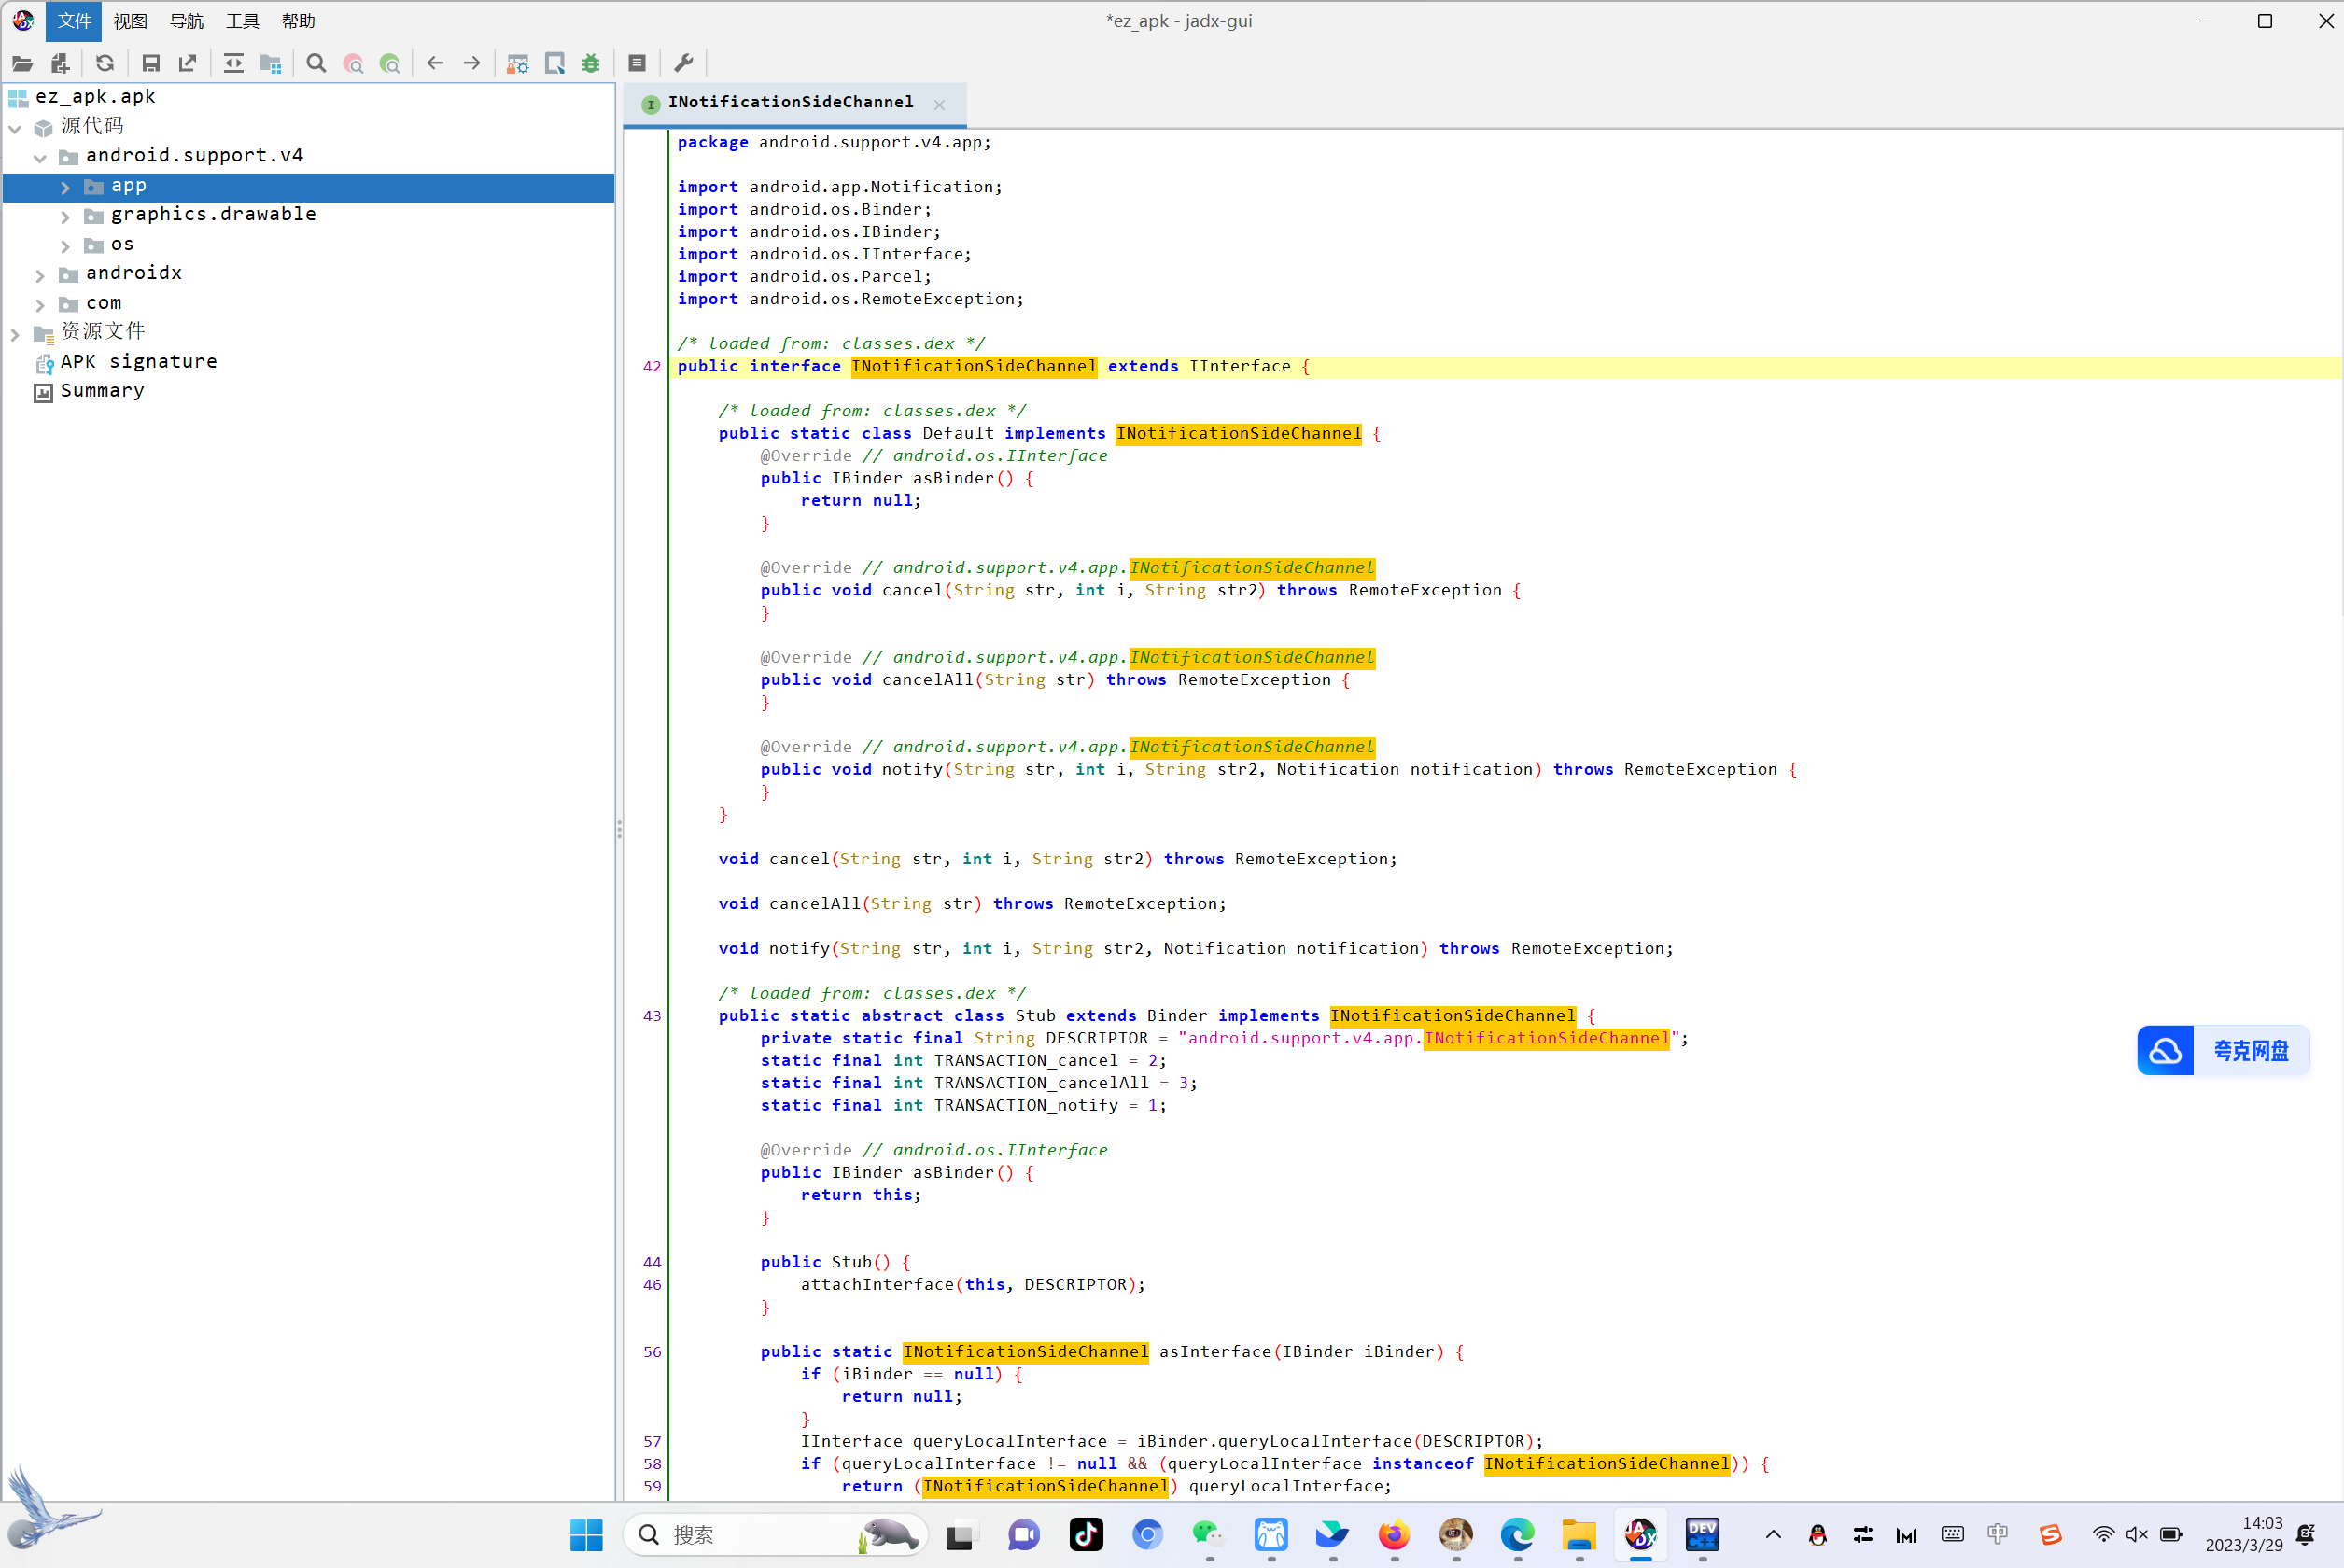 文件 视图 导航 工具 帮助
*ez_apk - jadx-gui
ez_apk.apk
源代码
android.support.v4
app
graphics.drawable
os
androidx
com
资源文件
APK signature
Summary
INotificationSideChannel
package android.support.v4.app;
import android.app.Notification;
import android.os.Binder;
import android.os.IBinder;
import android.os.IInterface;
import android.os.Parcel;
import android.os.RemoteException;
/* loaded from: classes.dex */
42 public interface INotificationSideChannel extends IInterface {
/* loaded from: classes.dex */
public static class Default implements INotificationSideChannel {
@Override // android.os.IInterface
public IBinder asBinder() {
return null;
}
@Override // android.support.v4.app.INotificationSideChannel
public void cancel(String str, int i, String str2) throws RemoteException {
}
@Override // android.support.v4.app.INotificationSideChannel
public void cancelAll(String str) throws RemoteException {
}
@Override // android.support.v4.app.INotificationSideChannel
public void notify(String str, int i, String str2, Notification notification) throws RemoteException {
}
}
void cancel(String str, int i, String str2) throws RemoteException;
void cancelAll(String str) throws RemoteException;
void notify(String str, int i, String str2, Notification notification) throws RemoteException;
/* loaded from: classes.dex */
43 public static abstract class Stub extends Binder implements INotificationSideChannel {
private static final String DESCRIPTOR = "android.support.v4.app.INotificationSideChannel";
static final int TRANSACTION_cancel = 2;
static final int TRANSACTION_cancelAll = 3;
static final int TRANSACTION_notify = 1;
@Override // android.os.IInterface
public IBinder asBinder() {
return this;
}
44 public Stub() {
46 attachInterface(this, DESCRIPTOR);
}
56 public static INotificationSideChannel asInterface(IBinder iBinder) {
if (iBinder == null) {
return null;
}
57 IInterface queryLocalInterface = iBinder.queryLocalInterface(DESCRIPTOR);
58 if (queryLocalInterface != null && (queryLocalInterface instanceof INotificationSideChannel)) {
59 return (INotificationSideChannel) queryLocalInterface;
夸克网盘
搜索
DEV
中
14:03
2023/3/29